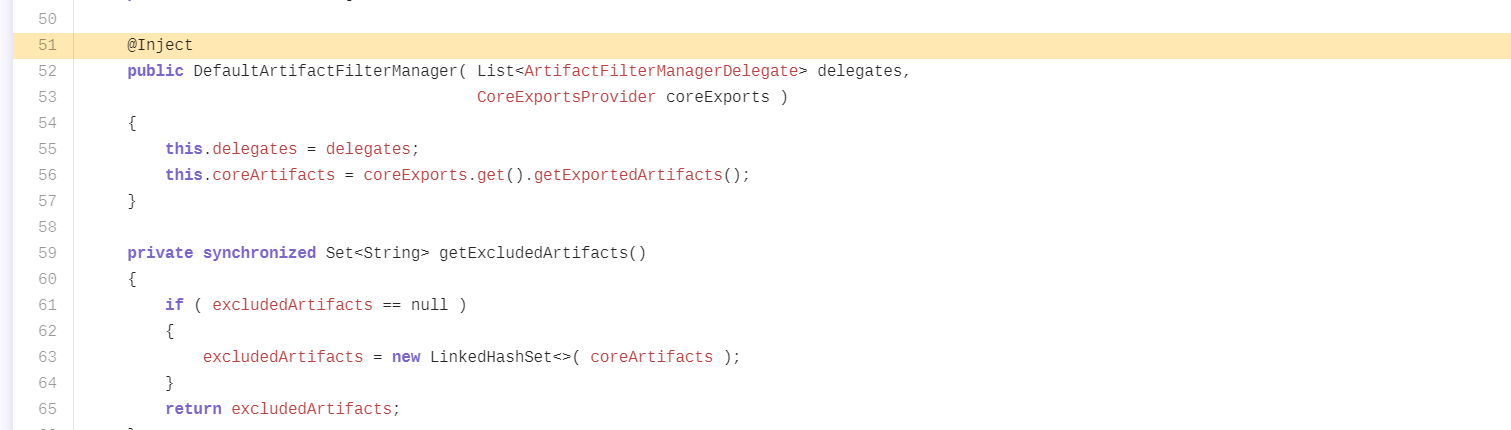 50
51 @Inject
52 public DefaultArtifactFilterManager( List<ArtifactFilterManagerDelegate> delegates,
53 CoreExportsProvider coreExports )
54 {
55 this.delegates = delegates;
56 this.coreArtifacts = coreExports.get().getExportedArtifacts();
57 }
58
59 private synchronized Set<String> getExcludedArtifacts()
60 {
61 if ( excludedArtifacts == null )
62 {
63 excludedArtifacts = new LinkedHashSet<>( coreArtifacts );
64 }
65 return excludedArtifacts;